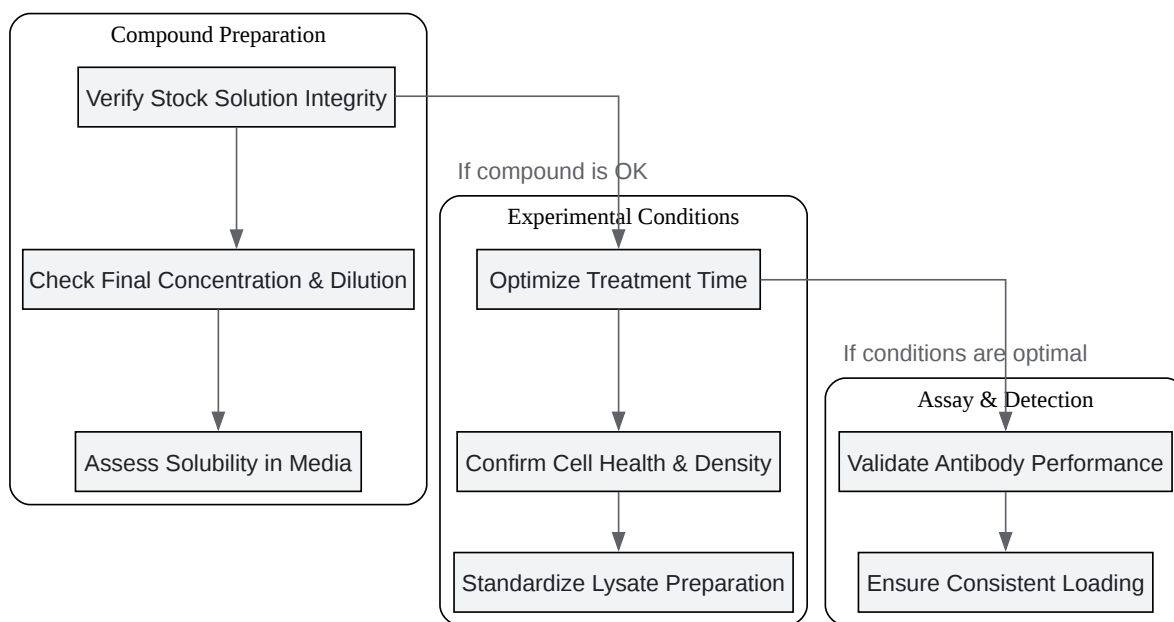 Compound Preparation
Verify Stock Solution Integrity
Check Final Concentration & Dilution
Assess Solubility in Media
If compound is OK
Experimental Conditions
Optimize Treatment Time
Confirm Cell Health & Density
Standardize Lysate Preparation
If conditions are optimal
Assay & Detection
Validate Antibody Performance
Ensure Consistent Loading